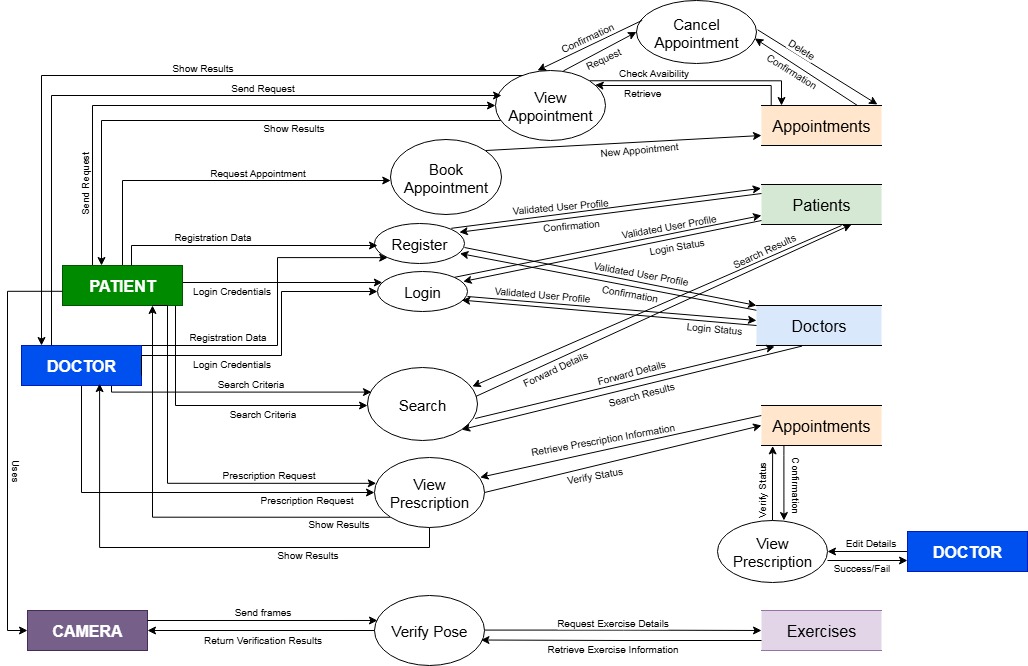 Cancel
Appointment
Confirmation
Request
Delete
Confirmation
Show Results
Check Avaibility
Send Request
Retrieve
View
Appointment
Show Results
Appointments
New Appointment
Send Request
Book
Appointment
Request Appointment
Validated User Profile
Confirmation
Patients
Registration Data
Register
Validated User Profile
Login Status
Search Results
PATIENT
Login Credentials
Login
Validated User Profile
Validated User Profile
Confirmation
Login Status
Doctors
Registration Data
DOCTOR
Login Credentials
Forward Details
Search Criteria
Search
Forward Details
Search Results
Search Criteria
Retrieve Prescription Information
Appointments
Uses
Prescription Request
View
Prescription
Verify Status
Prescription Request
Show Results
Verify Status
Confirmation
Show Results
View
Prescription
Edit Details
DOCTOR
Success/Fail
Send frames
CAMERA
Return Verification Results
Verify Pose
Request Exercise Details
Exercises
Retrieve Exercise Information